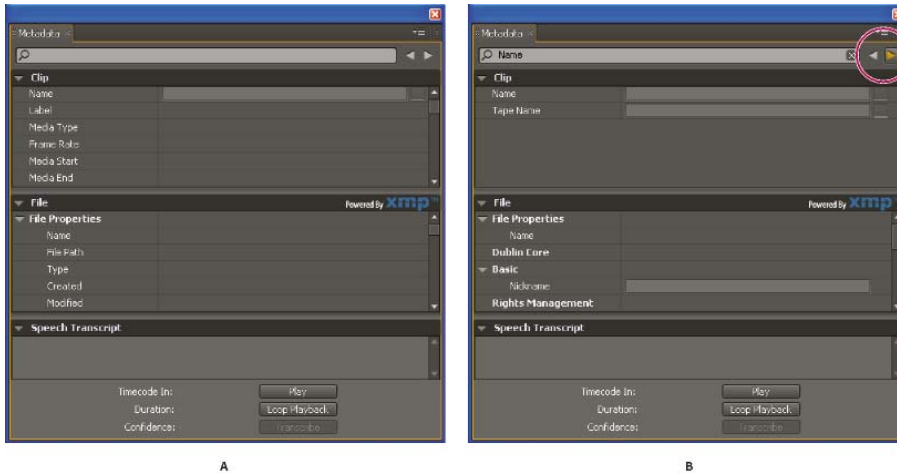 Metadata
Clip
Name
Label
Media Type
Frame Rate
Media Start
Media End
File
Powered By xmp™
File Properties
Name
File Path
Type
Created
Modified
Speech Transcript
Timecode In:
Play
Duration:
Loop Playback
Confidence:
Transcribe
A
Metadata
Name
Clip
Name
Tape Name
File
Powered By xmp
File Properties
Name
Dublin Core
Basic
Nickname
Rights Management
Speech Transcript
Timecode In:
Play
Duration:
Loop Playback
Confidence:
Transcribe
B